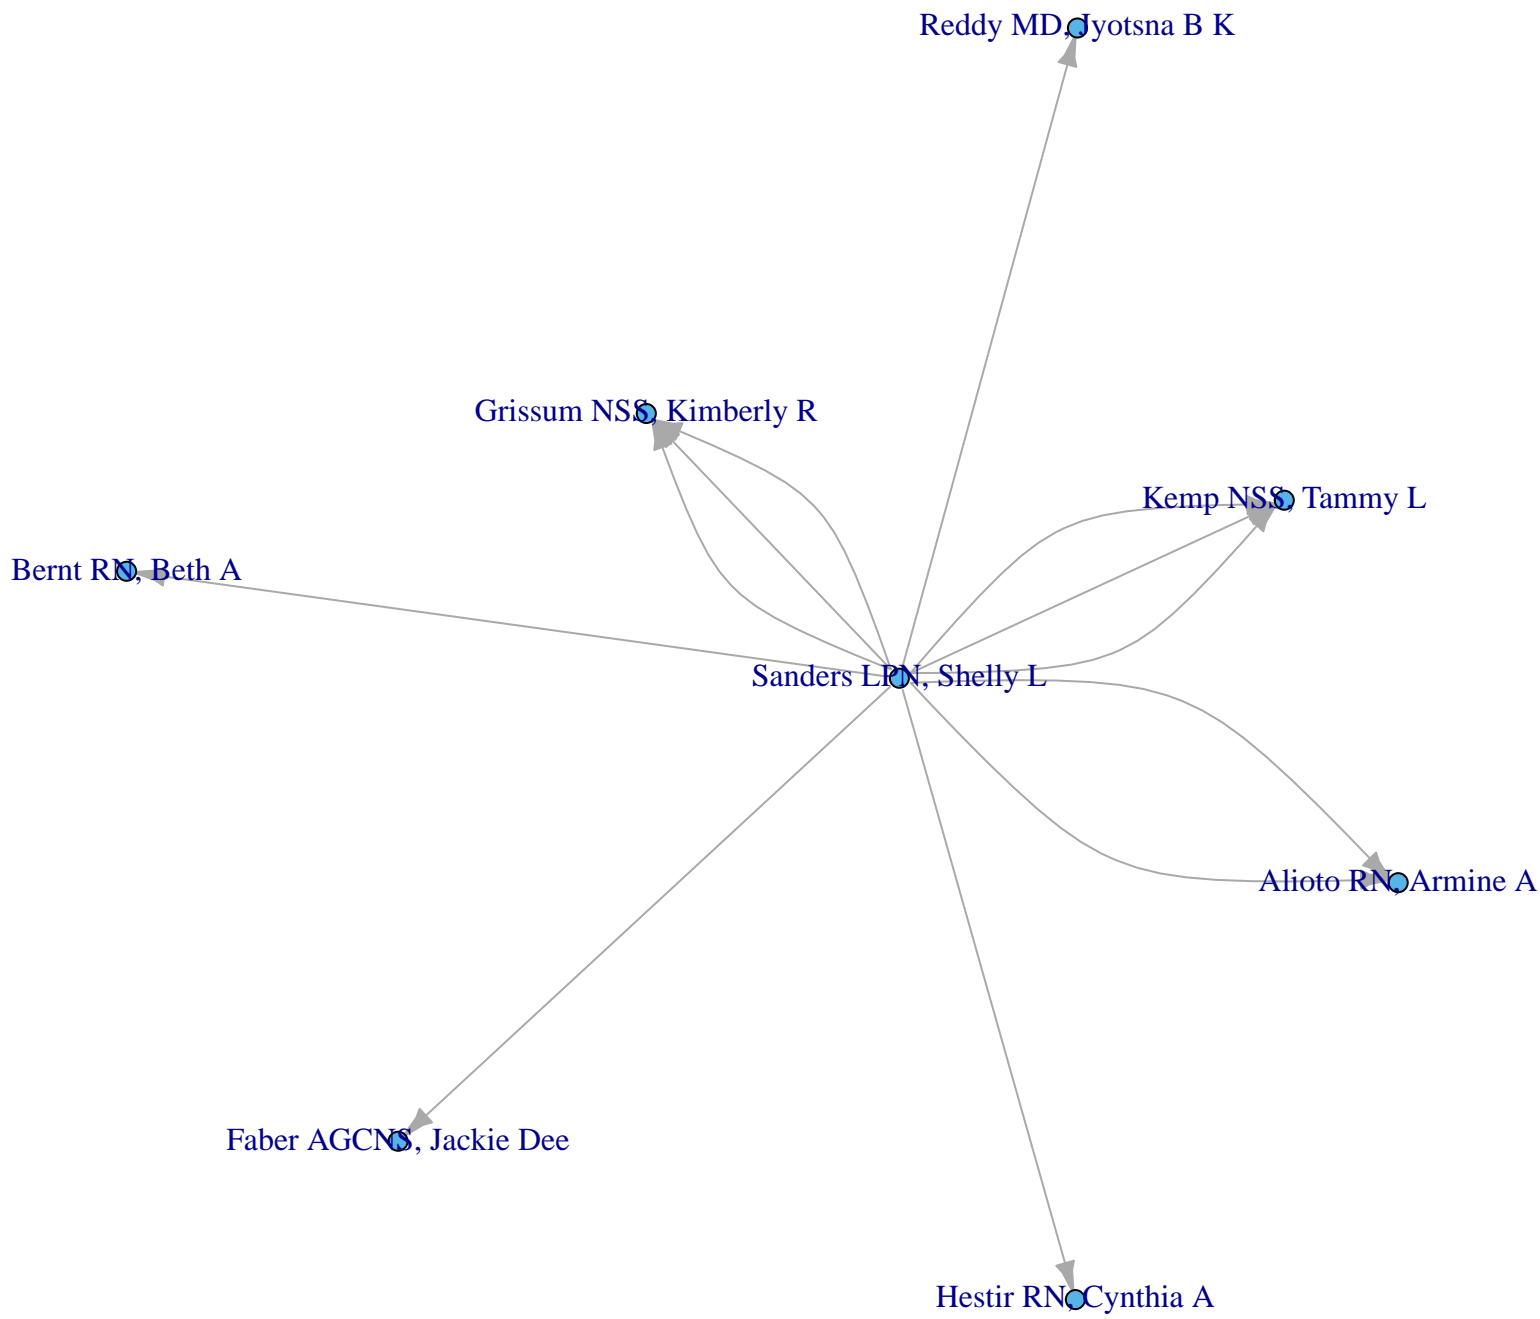 Reddy MD, Jyotsna B K
Grissum NSS, Kimberly R
Kemp NSS, Tammy L
Bernt RN, Beth A
Sanders LPN, Shelly L
Alioto RN, Armine A
Faber AGCNS, Jackie Dee
Hestir RN, Cynthia A